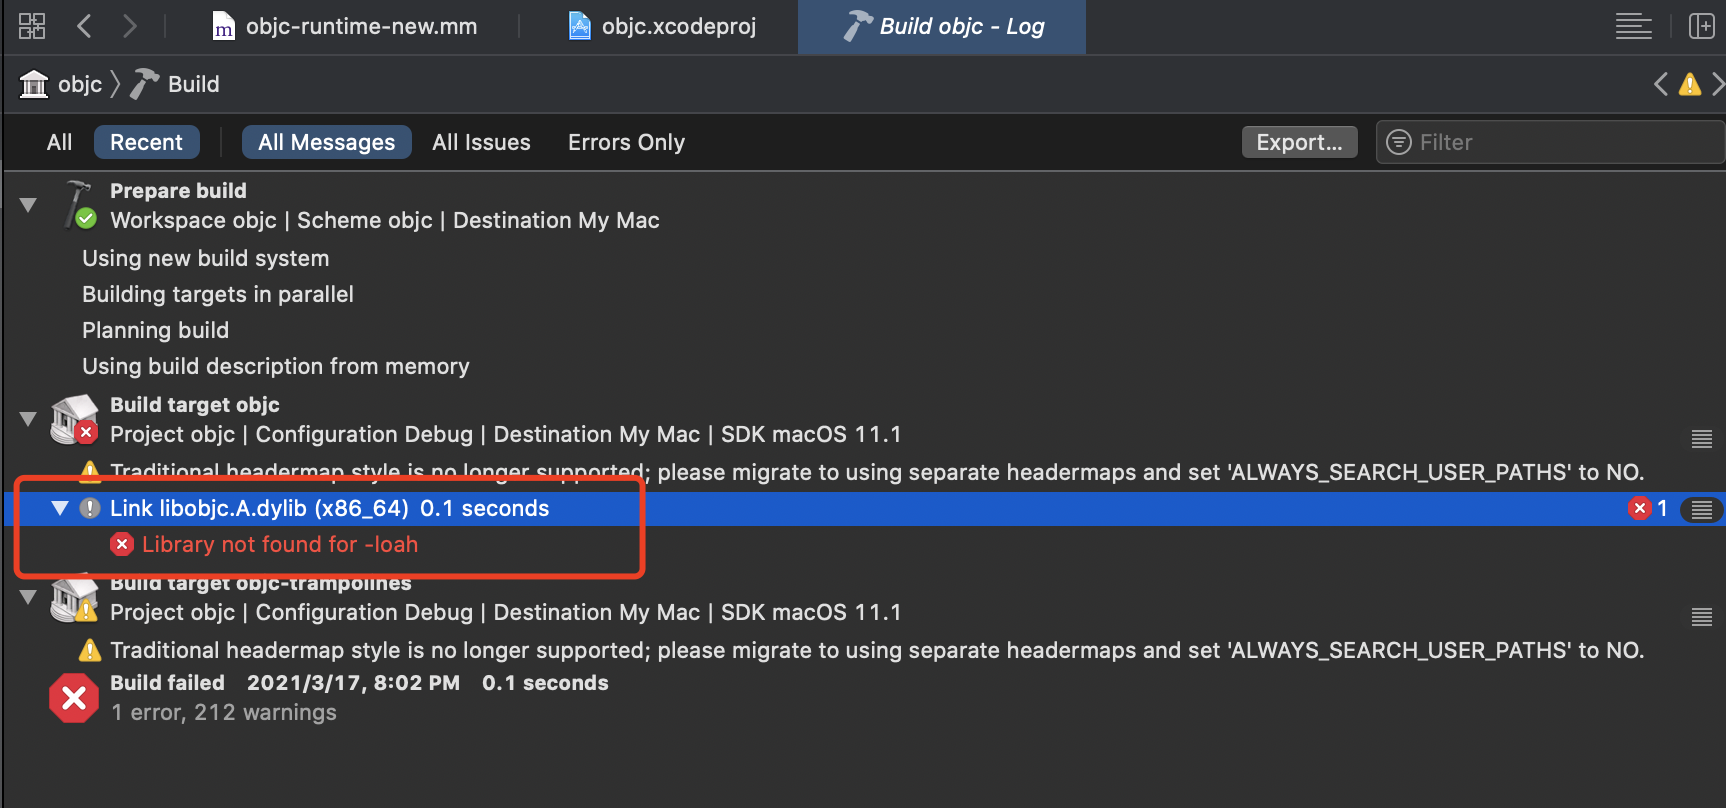 objc-runtime-new.mm objc.xcodeproj Build objc - Log
objc Build
All Recent All Messages All Issues Errors Only Export... Filter
Prepare build
Workspace objc | Scheme objc | Destination My Mac
Using new build system
Building targets in parallel
Planning build
Using build description from memory
Build target objc
Project objc | Configuration Debug | Destination My Mac | SDK macOS 11.1
Traditional headermap style is no longer supported; please migrate to using separate headermaps and set 'ALWAYS_SEARCH_USER_PATHS' to NO.
Link libobjc.A.dylib (x86_64) 0.1 seconds 1
Library not found for -loah
Build target objc-trampolines
Project objc | Configuration Debug | Destination My Mac | SDK macOS 11.1
Traditional headermap style is no longer supported; please migrate to using separate headermaps and set 'ALWAYS_SEARCH_USER_PATHS' to NO.
Build failed 2021/3/17, 8:02 PM 0.1 seconds
1 error, 212 warnings